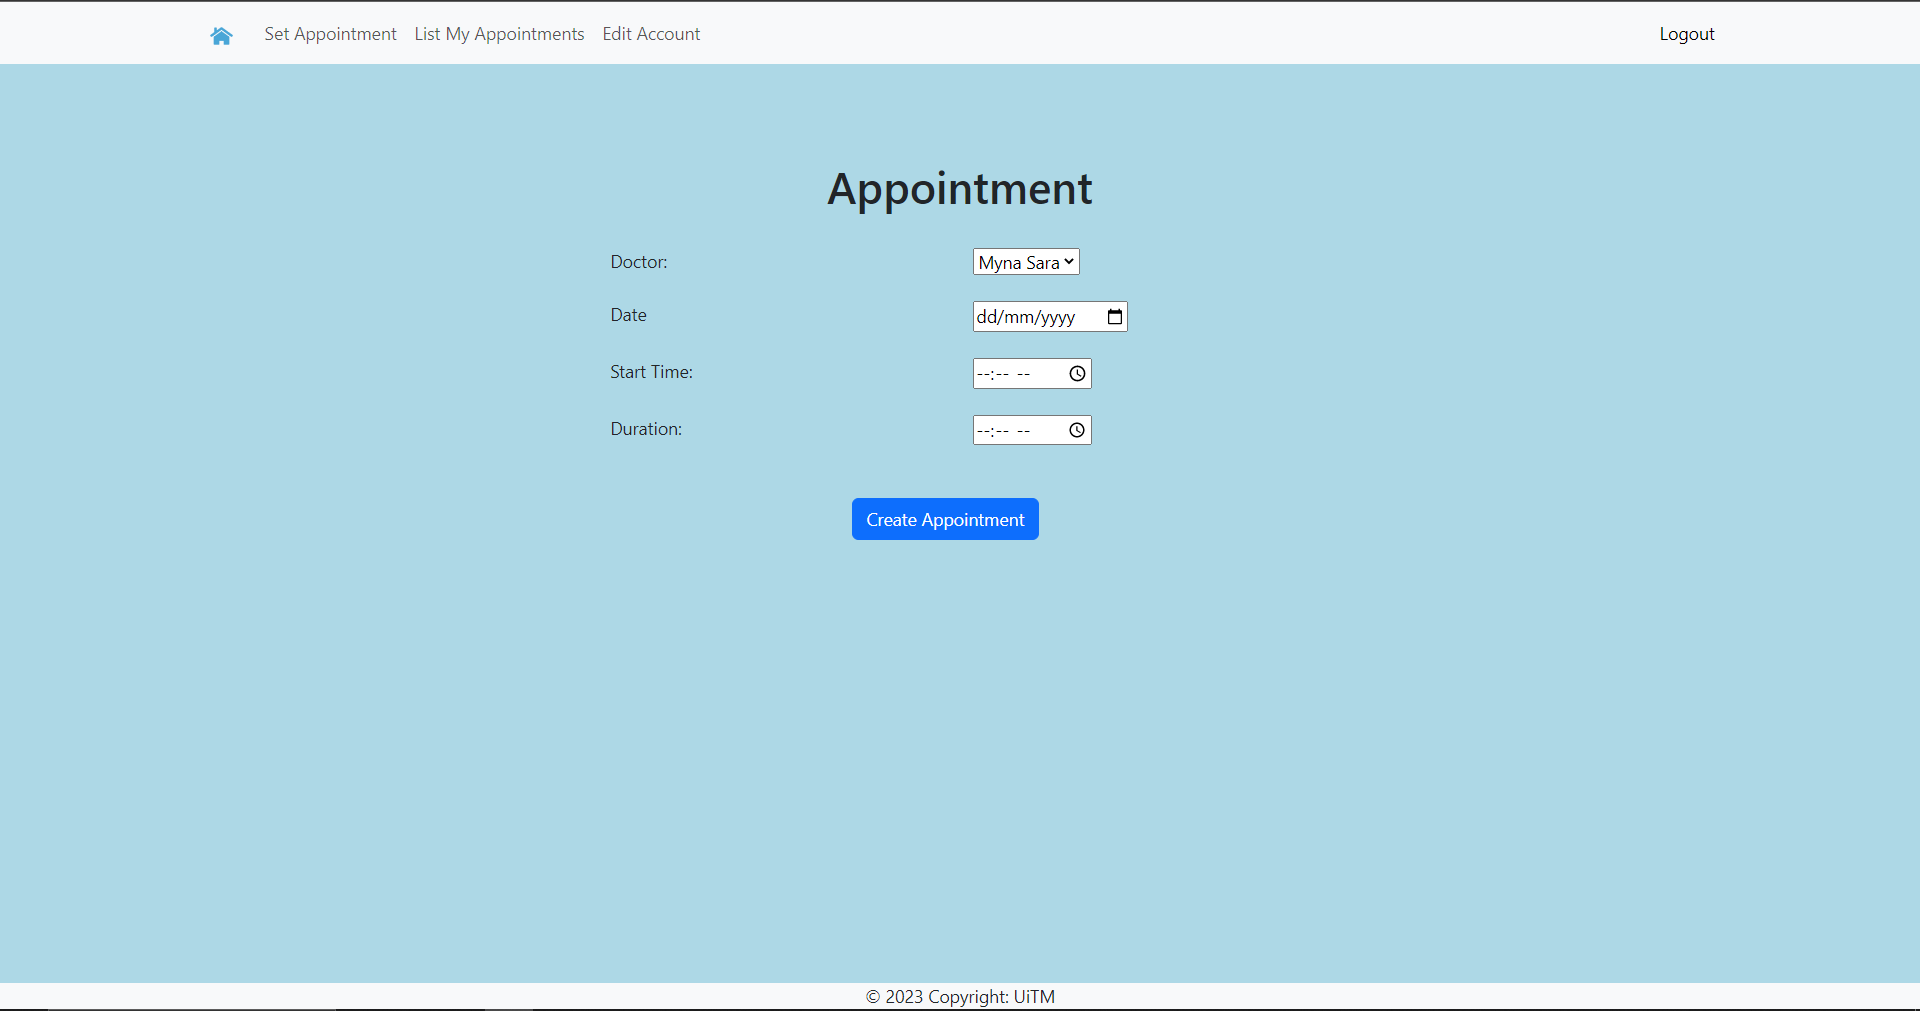 Set Appointment List My Appointments Edit Account Logout
Appointment
Doctor: Myna Sara
Date dd/mm/yyyy
Start Time: --:-- --
Duration: --:-- --
Create Appointment
© 2023 Copyright: UiTM